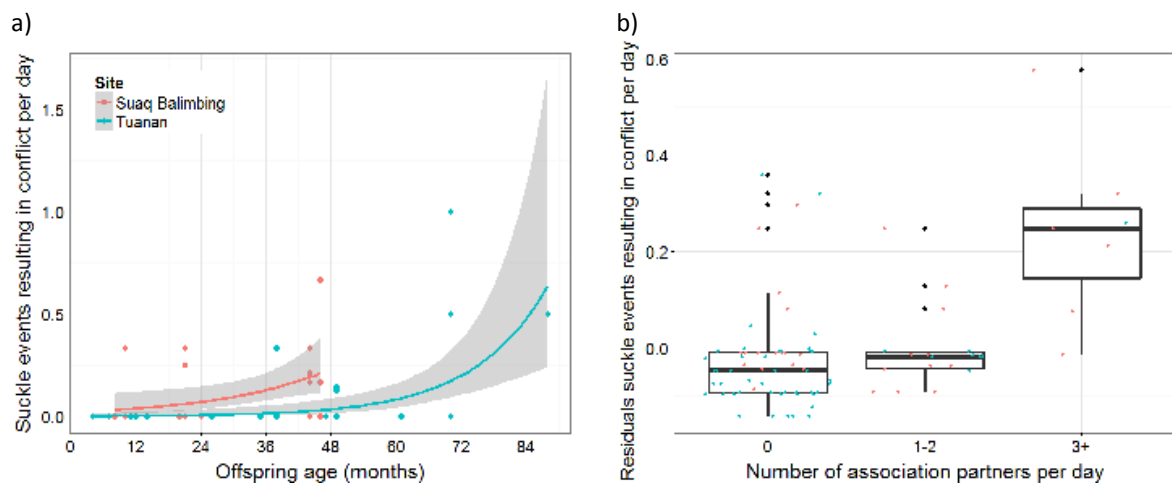 a)
Suckle events resulting in conflict per day
1.5
1.0
0.5
0.0
Site
Suaq Balimbing
Tuanan
0 12 24 36 48 60 72 84
Offspring age (months)
b)
Residuals suckle events resulting in conflict per day
0.6
0.4
0.2
0.0
0 1-2 3+
Number of association partners per day